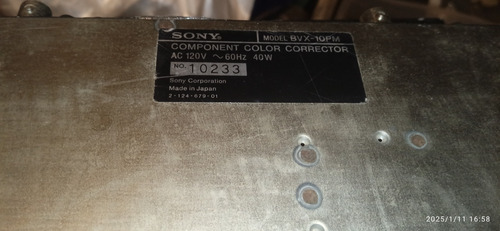 SONY® MODEL BVX-10PM
COMPONENT COLOR CORRECTOR
AC 120V ~ 60Hz 40W
NO. 10233
Sony Corporation
Made in Japan
2-124-679-01
2025/1/11 16:58